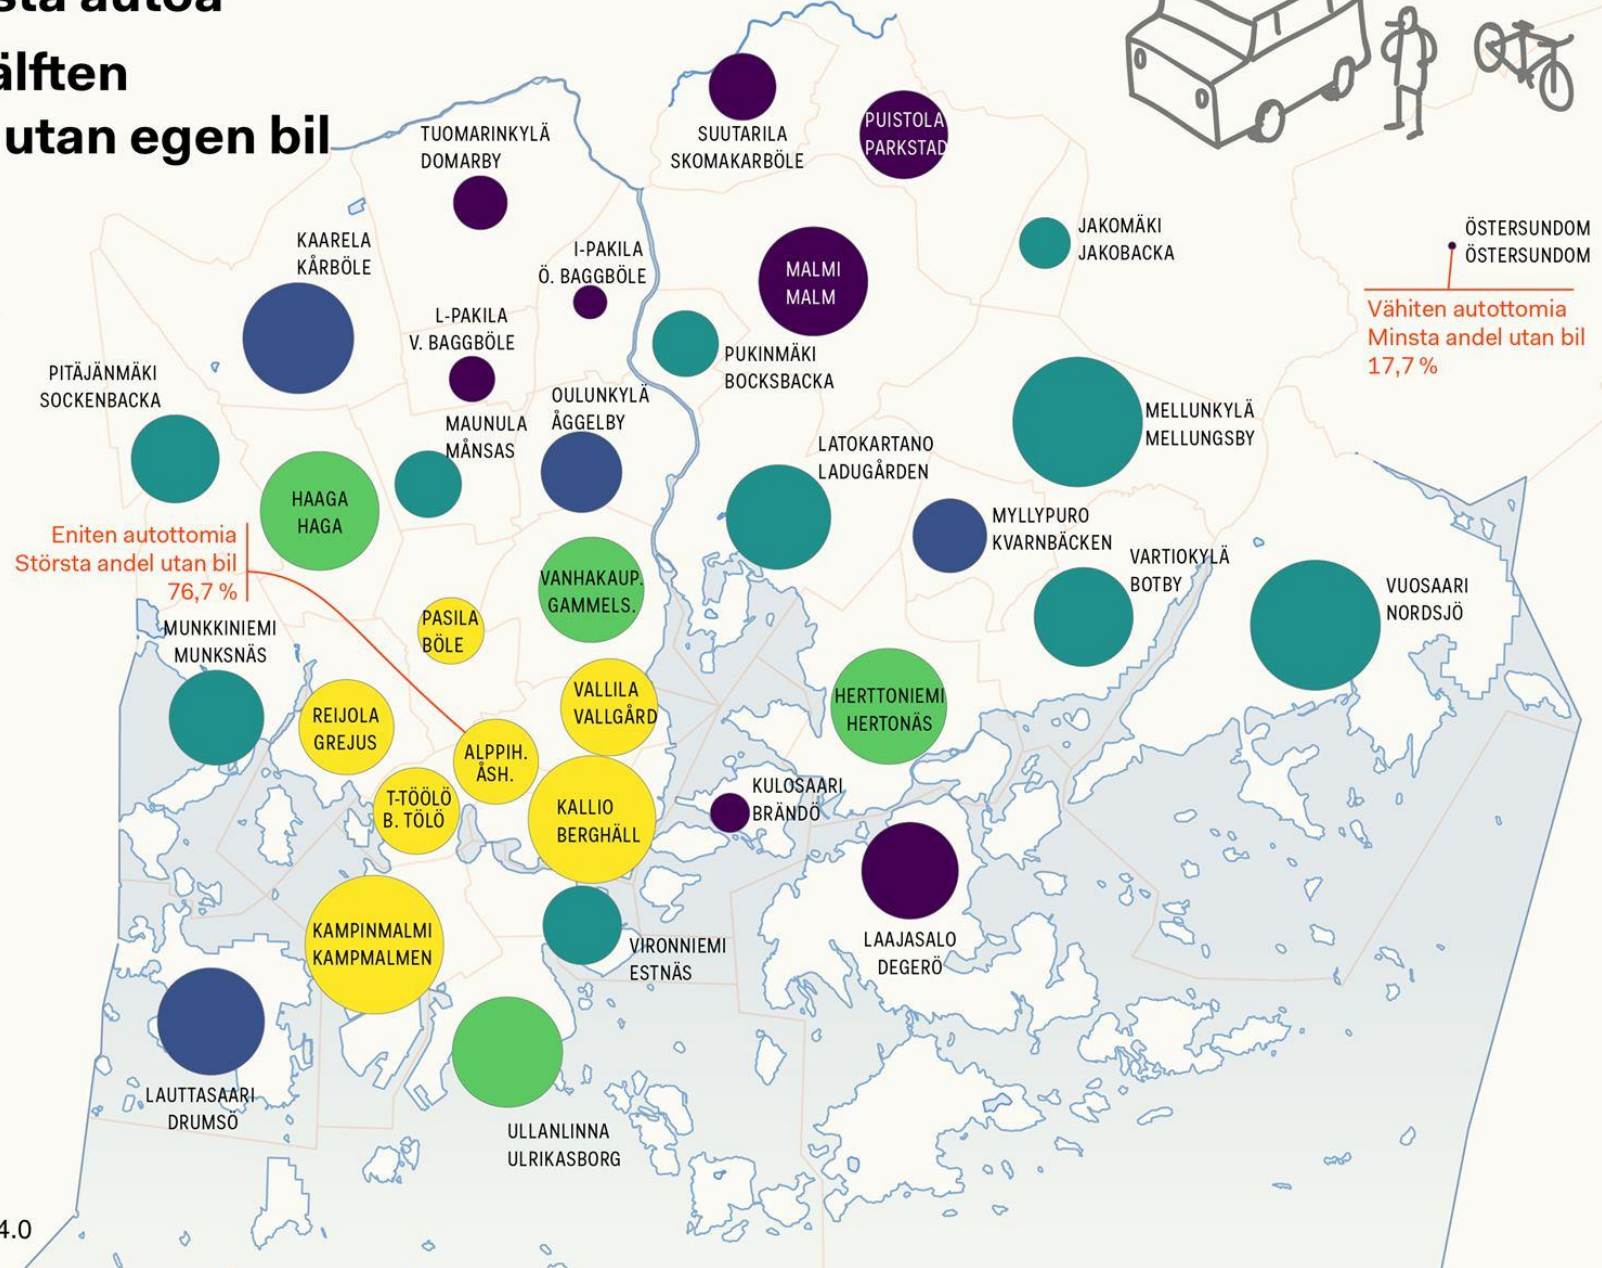 sta autoa
älften
utan egen bil
TUOMARINKYLÄ
DOMARBY
SUUTARILA
SKOMAKARBÖLE
PUISTOLA
PARKSTAD
KAARELA
KÅRBÖLE
I-PAKILA
Ö. BAGGBÖLE
MALMI
MALM
JAKOMÄKI
JAKOBACKA
ÖSTERSUNDOM
ÖSTERSUNDOM
Vähiten autottomia
Minsta andel utan bil
17,7 %
L-PAKILA
V. BAGGBÖLE
PUKINMÄKI
BOCKSBACKA
PITÄJÄNMÄKI
SOCKENBACKA
OULUNKYLÄ
ÅGGELBY
MAUNULA
MÅNSAS
MELLUNKYLÄ
MELLUNGSBY
LATOKARTANO
LADUGÅRDEN
HAAGA
HAGA
MYLLYPURO
KVARNBÄCKEN
Eniten autottomia
Största andel utan bil
76,7 %
VANHAKAUP.
GAMMELS.
VARTIOKYLÄ
BOTBY
VUOSAARI
NORDSJÖ
PASILA
BÖLE
MUNKKINIEMI
MUNKSNÄS
VALLILA
VALLGÅRD
HERTTONIEMI
HERTONÄS
REIJOLA
GREJUS
ALPPIH.
ÅSH.
T-TÖÖLÖ
B. TÖLÖ
KALLIO
BERGHÄLL
KULOSAARI
BRÄNDÖ
KAMPINMALMI
KAMPMALMEN
VIRONNIEMI
ESTNÄS
LAAJASALO
DEGERÖ
LAUTTASAARI
DRUMSÖ
ULLANLINNA
ULRIKASBORG
4.0